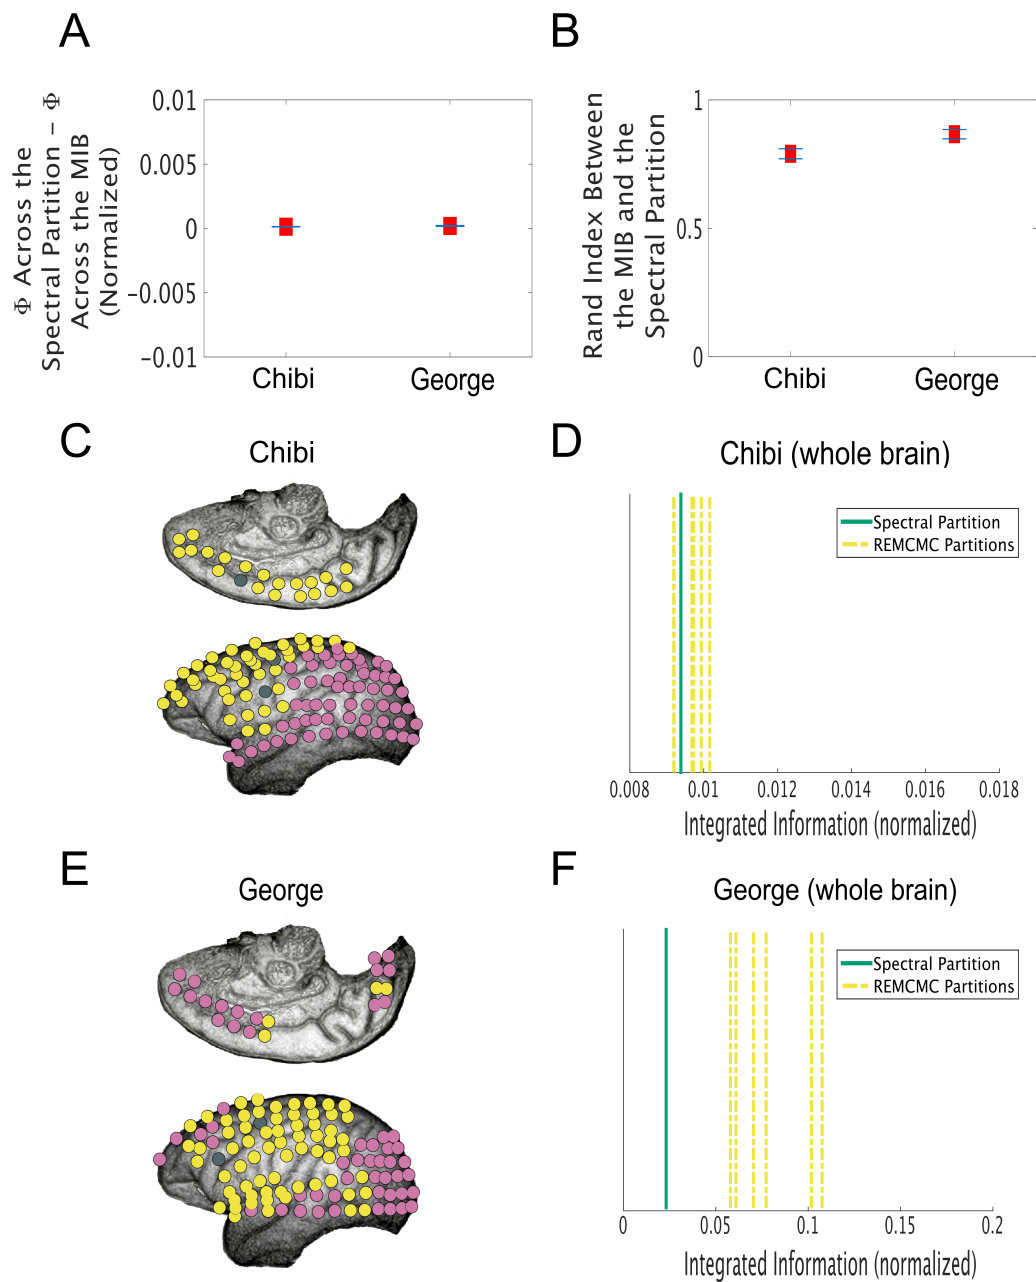 A
Φ Across the
Spectral Partition – Φ
Across the MIB
(Normalized)
0.01
0.005
0
−0.005
−0.01
Chibi
George
B
Rand Index Between
the MIB and the
Spectral Partition
1
0.5
0
Chibi
George
C
Chibi
D
Chibi (whole brain)
Spectral Partition
REMCMC Partitions
0.008
0.01
0.012
0.014
0.016
0.018
Integrated Information (normalized)
E
George
F
George (whole brain)
Spectral Partition
REMCMC Partitions
0
0.05
0.1
0.15
0.2
Integrated Information (normalized)